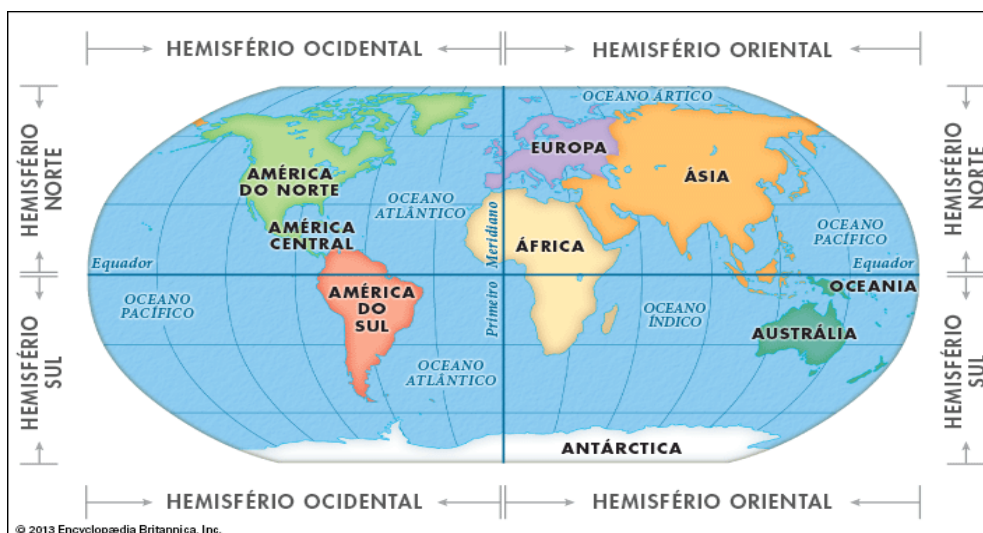 HEMISFÉRIO OCIDENTAL
HEMISFÉRIO ORIENTAL
HEMISFÉRIO
NORTE
HEMISFÉRIO
NORTE
OCEANO ÁRTICO
EUROPA
AMÉRICA
DO NORTE
ÁSIA
OCEANO
ATLÂNTICO
AMÉRICA
CENTRAL
ÁFRICA
OCEANO
PACÍFICO
Primeiro Meridiano
Equador
Equador
OCEANO
PACÍFICO
AMÉRICA
DO
SUL
OCEANO
ÍNDICO
OCEANIA
AUSTRÁLIA
HEMISFÉRIO
SUL
HEMISFÉRIO
SUL
OCEANO
ATLÂNTICO
ANTÁRCTICA
HEMISFÉRIO OCIDENTAL
HEMISFÉRIO ORIENTAL
© 2013 Encyclopædia Britannica, Inc.